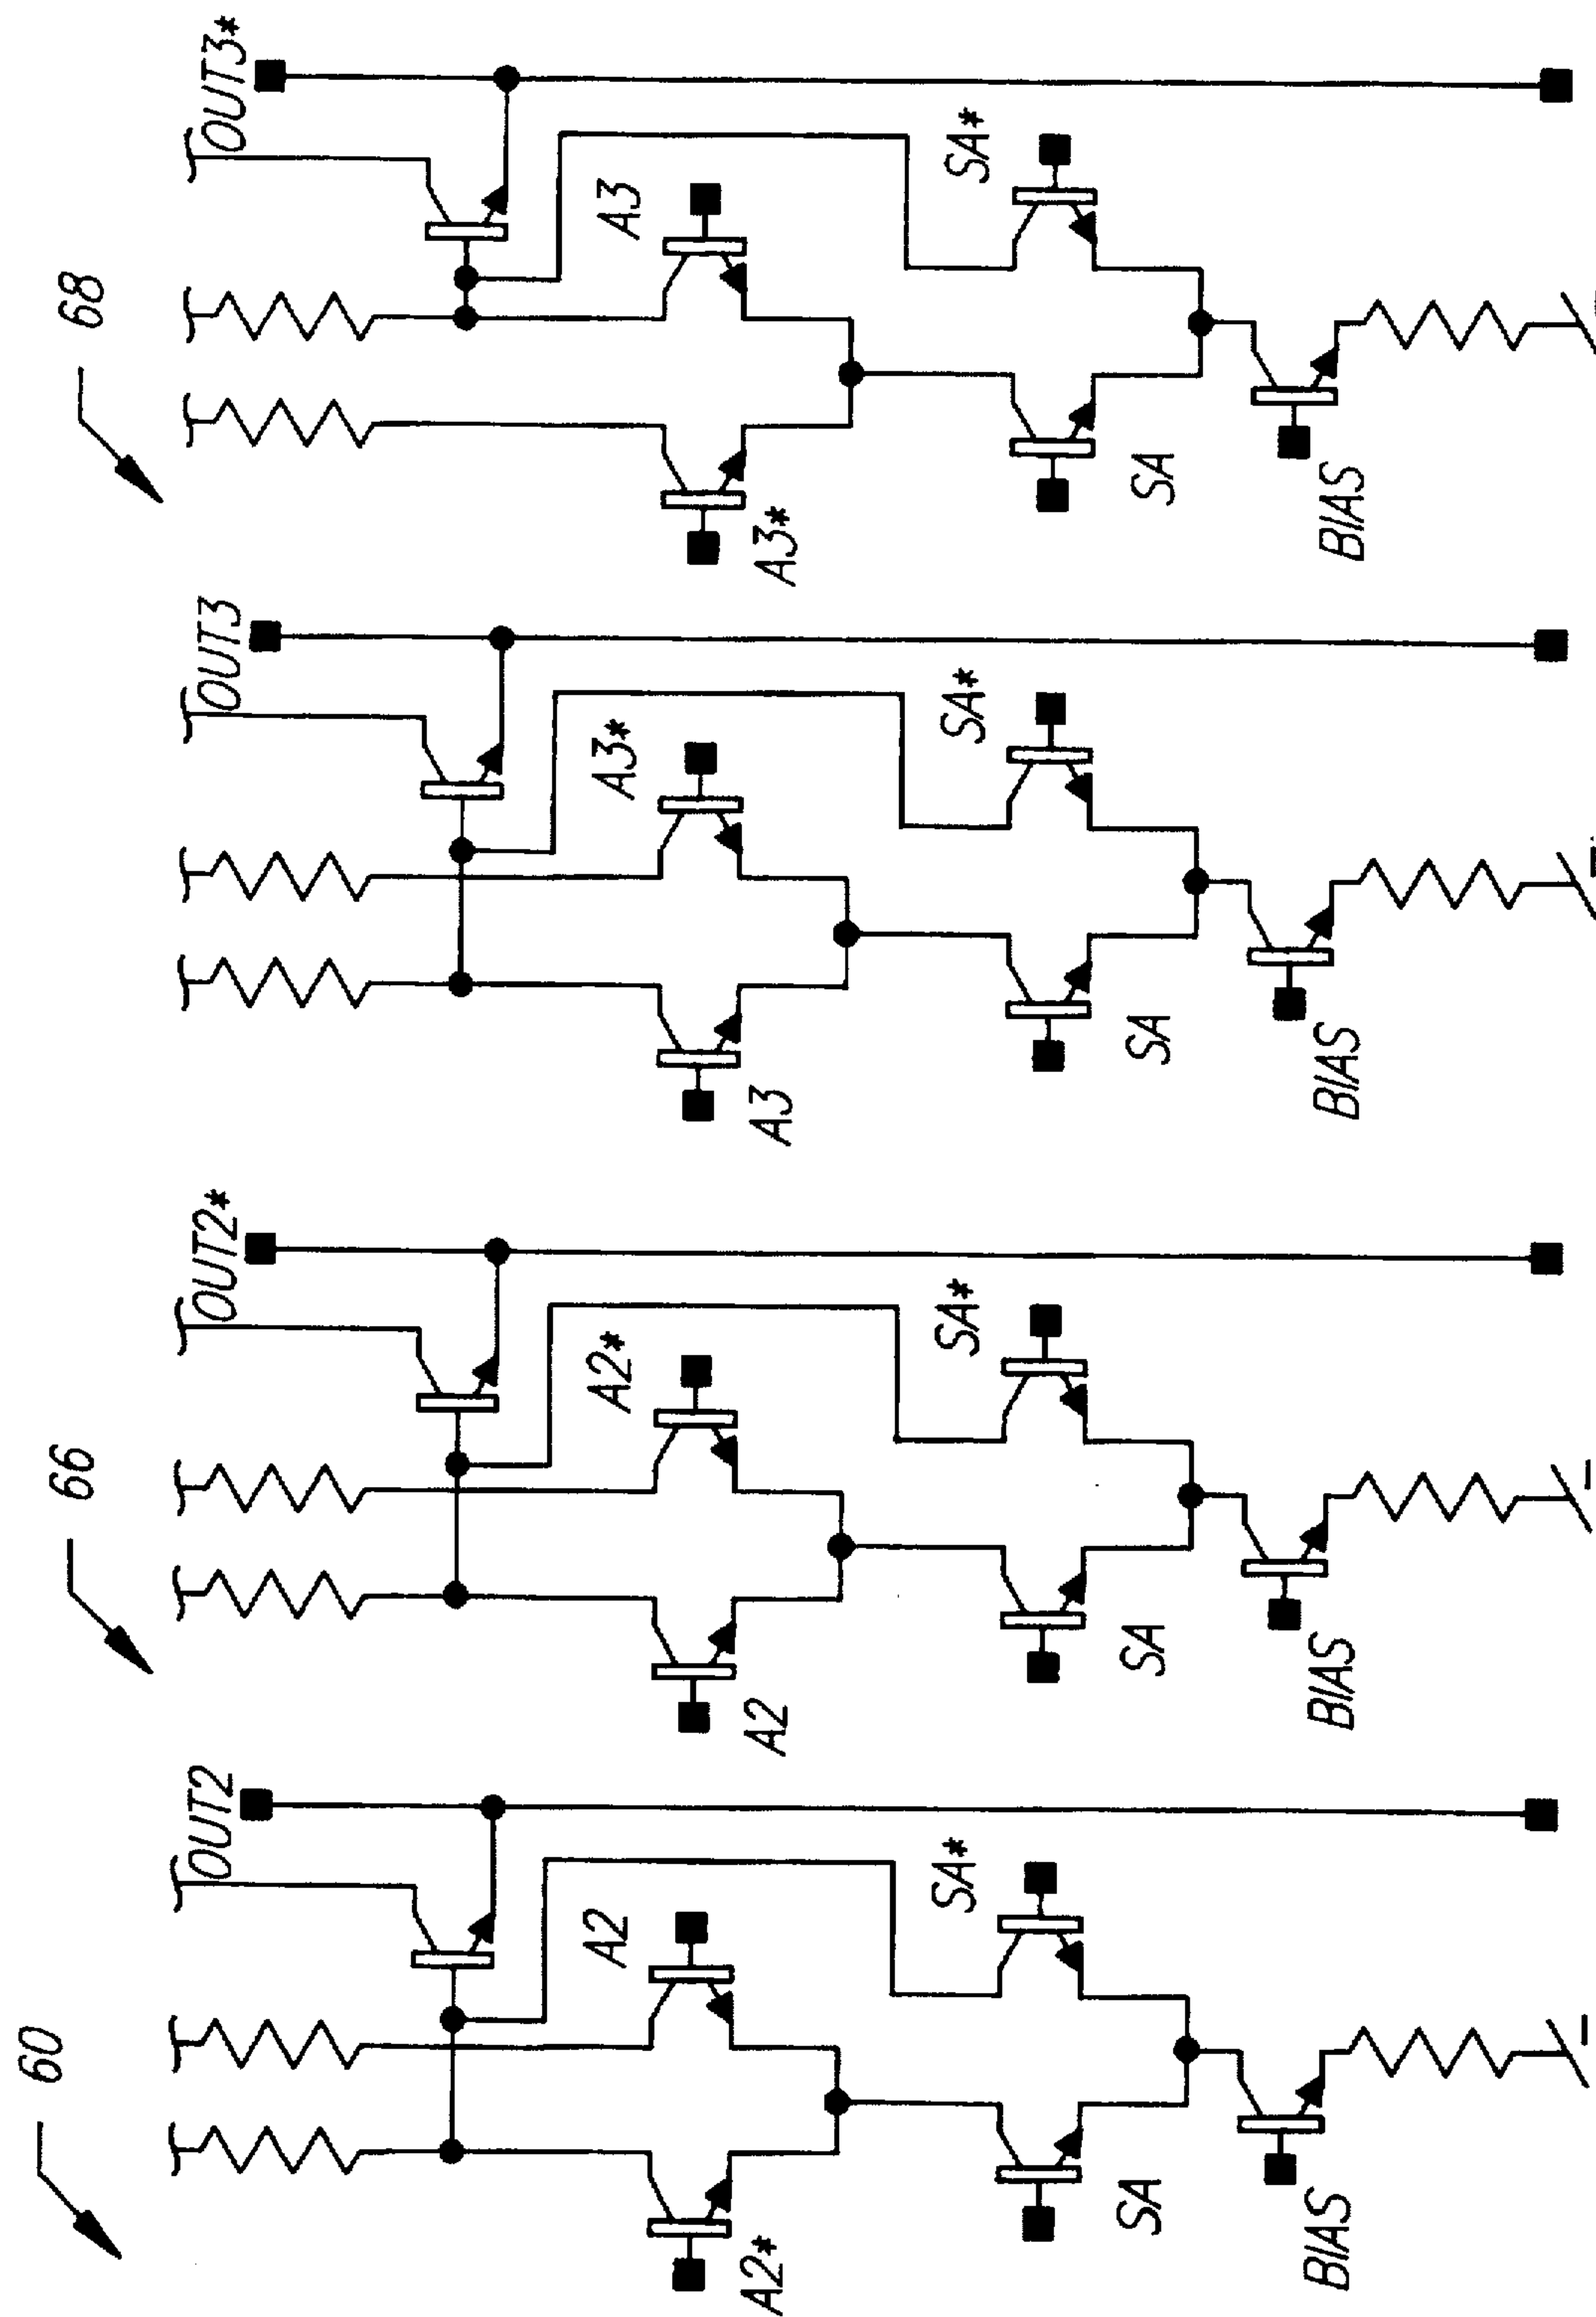 60
OUT2
A2*
A2
SA
SA*
BIAS
66
OUT2*
A2
A2*
SA
SA*
BIAS
OUT3
A3
A3*
SA
SA*
BIAS
68
OUT3*
A3*
A3
SA
SA*
BIAS